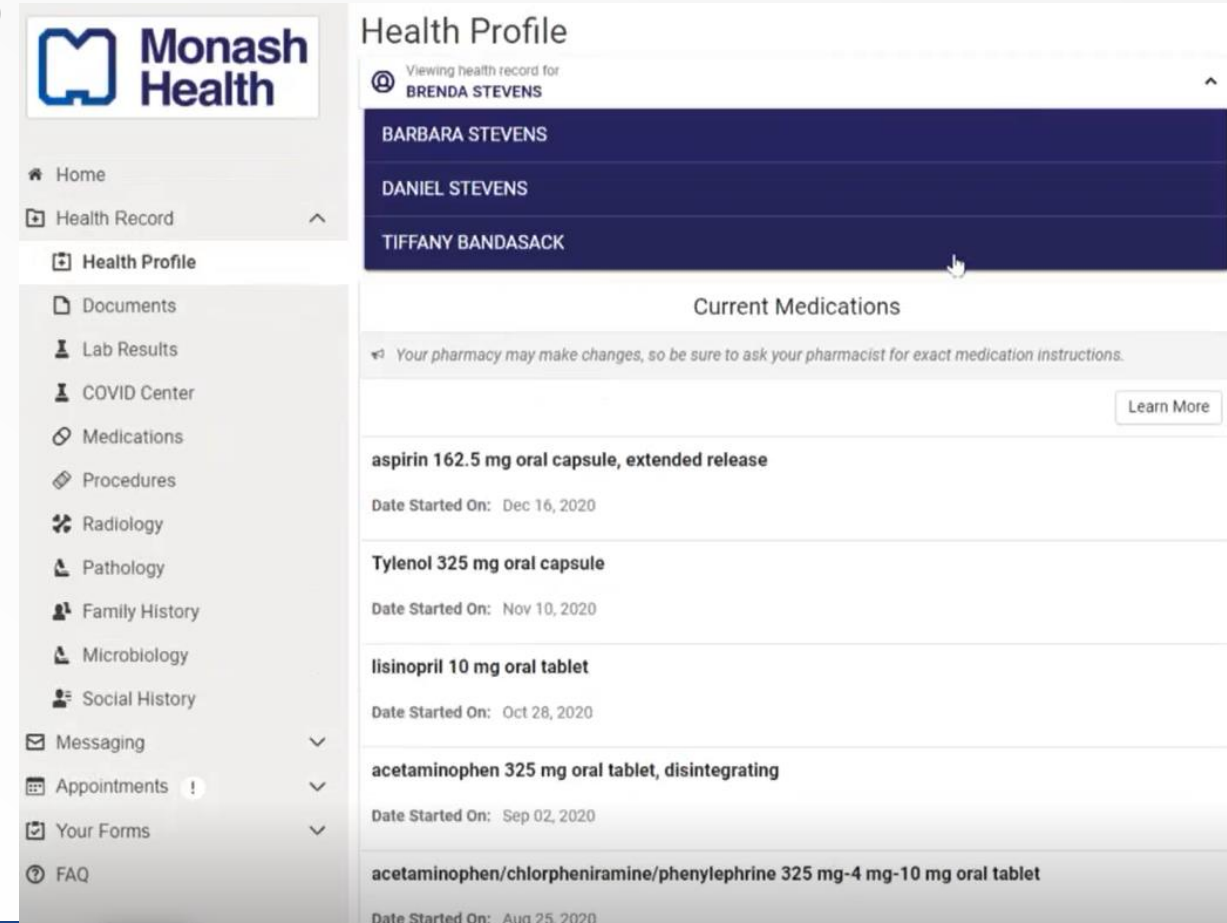 Monash
Health
Home
Health Record
Health Profile
Documents
Lab Results
COVID Center
Medications
Procedures
Radiology
Pathology
Family History
Microbiology
Social History
Messaging
Appointments !
Your Forms
FAQ
Health Profile
Viewing health record for
BRENDA STEVENS
BARBARA STEVENS
DANIEL STEVENS
TIFFANY BANDASACK
Current Medications
Your pharmacy may make changes, so be sure to ask your pharmacist for exact medication instructions.
Learn More
aspirin 162.5 mg oral capsule, extended release
Date Started On: Dec 16, 2020
Tylenol 325 mg oral capsule
Date Started On: Nov 10, 2020
lisinopril 10 mg oral tablet
Date Started On: Oct 28, 2020
acetaminophen 325 mg oral tablet, disintegrating
Date Started On: Sep 02, 2020
acetaminophen/chlorpheniramine/phenylephrine 325 mg-4 mg-10 mg oral tablet
Date Started On: Aug 25, 2020